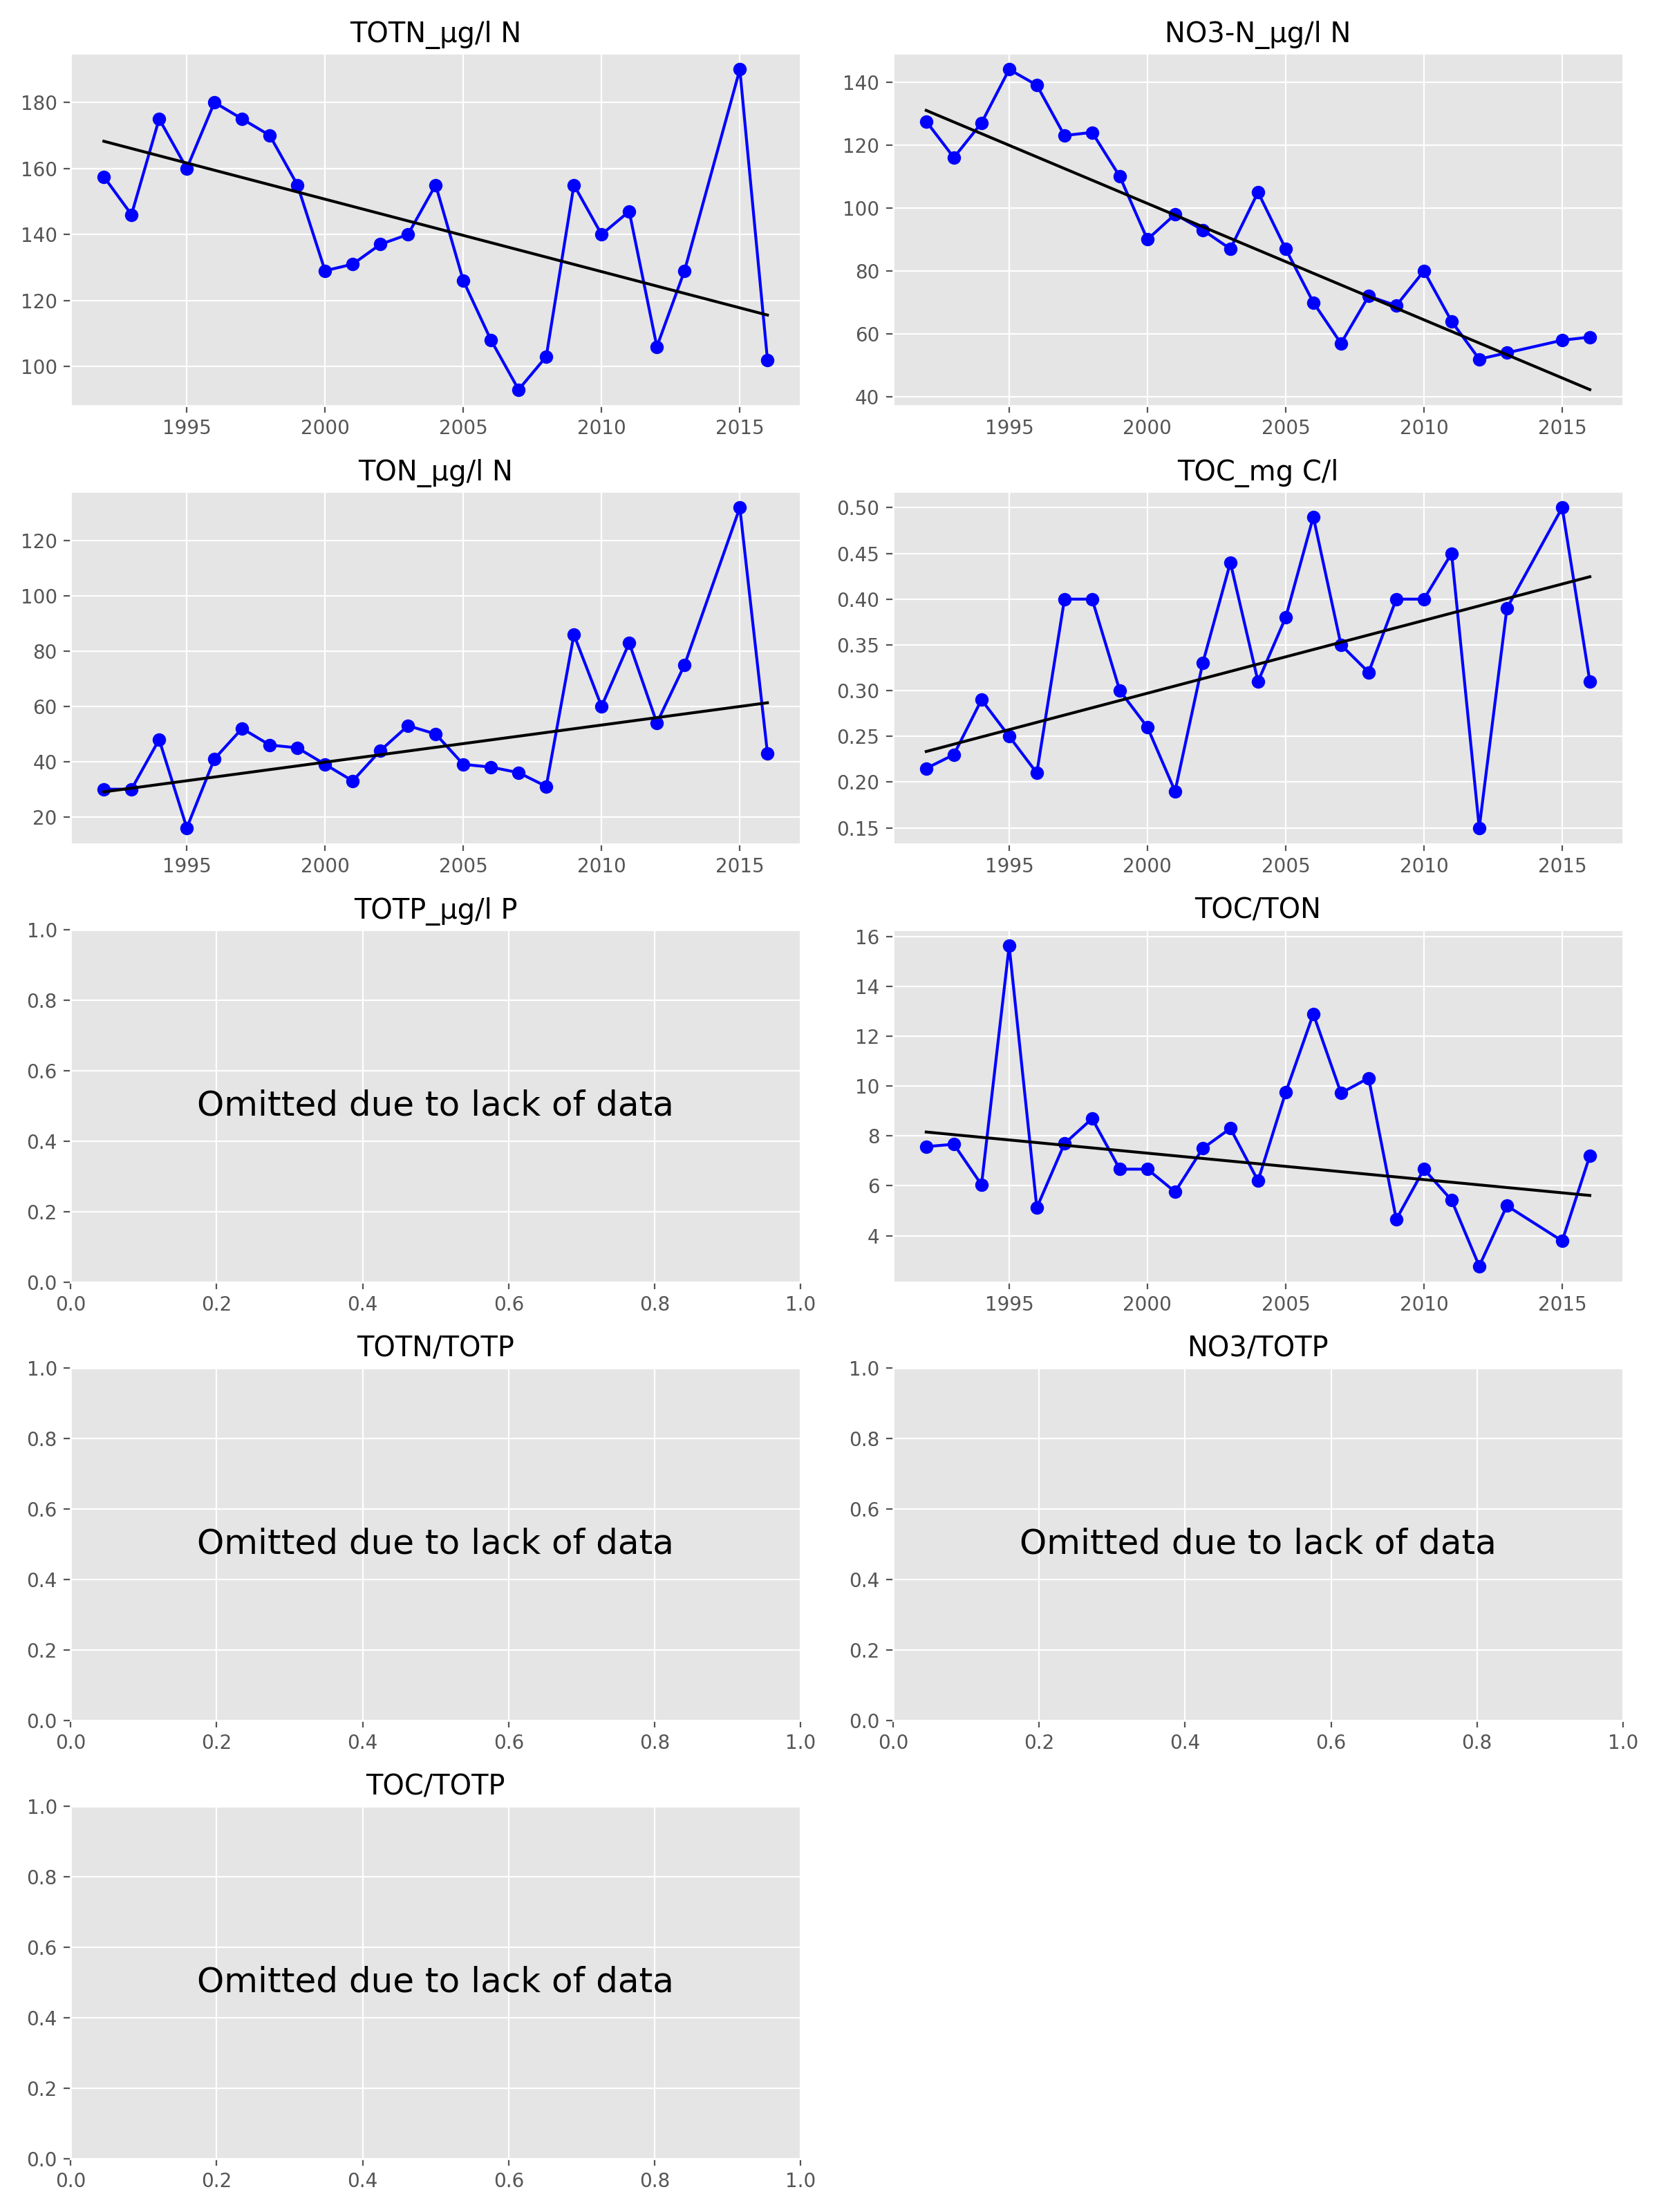 TOTN_µg/l N
180
160
140
120
100
1995 2000 2005 2010 2015
NO3-N_µg/l N
140
120
100
80
60
40
1995 2000 2005 2010 2015
TON_µg/l N
120
100
80
60
40
20
1995 2000 2005 2010 2015
TOC_mg C/l
0.50
0.45
0.40
0.35
0.30
0.25
0.20
0.15
1995 2000 2005 2010 2015
TOTP_µg/l P
1.0
0.8
0.6
Omitted due to lack of data
0.4
0.2
0.0
0.0 0.2 0.4 0.6 0.8 1.0
TOC/TON
16
14
12
10
8
6
4
1995 2000 2005 2010 2015
TOTN/TOTP
1.0
0.8
0.6
Omitted due to lack of data
0.4
0.2
0.0
0.0 0.2 0.4 0.6 0.8 1.0
NO3/TOTP
1.0
0.8
0.6
Omitted due to lack of data
0.4
0.2
0.0
0.0 0.2 0.4 0.6 0.8 1.0
TOC/TOTP
1.0
0.8
0.6
Omitted due to lack of data
0.4
0.2
0.0
0.0 0.2 0.4 0.6 0.8 1.0